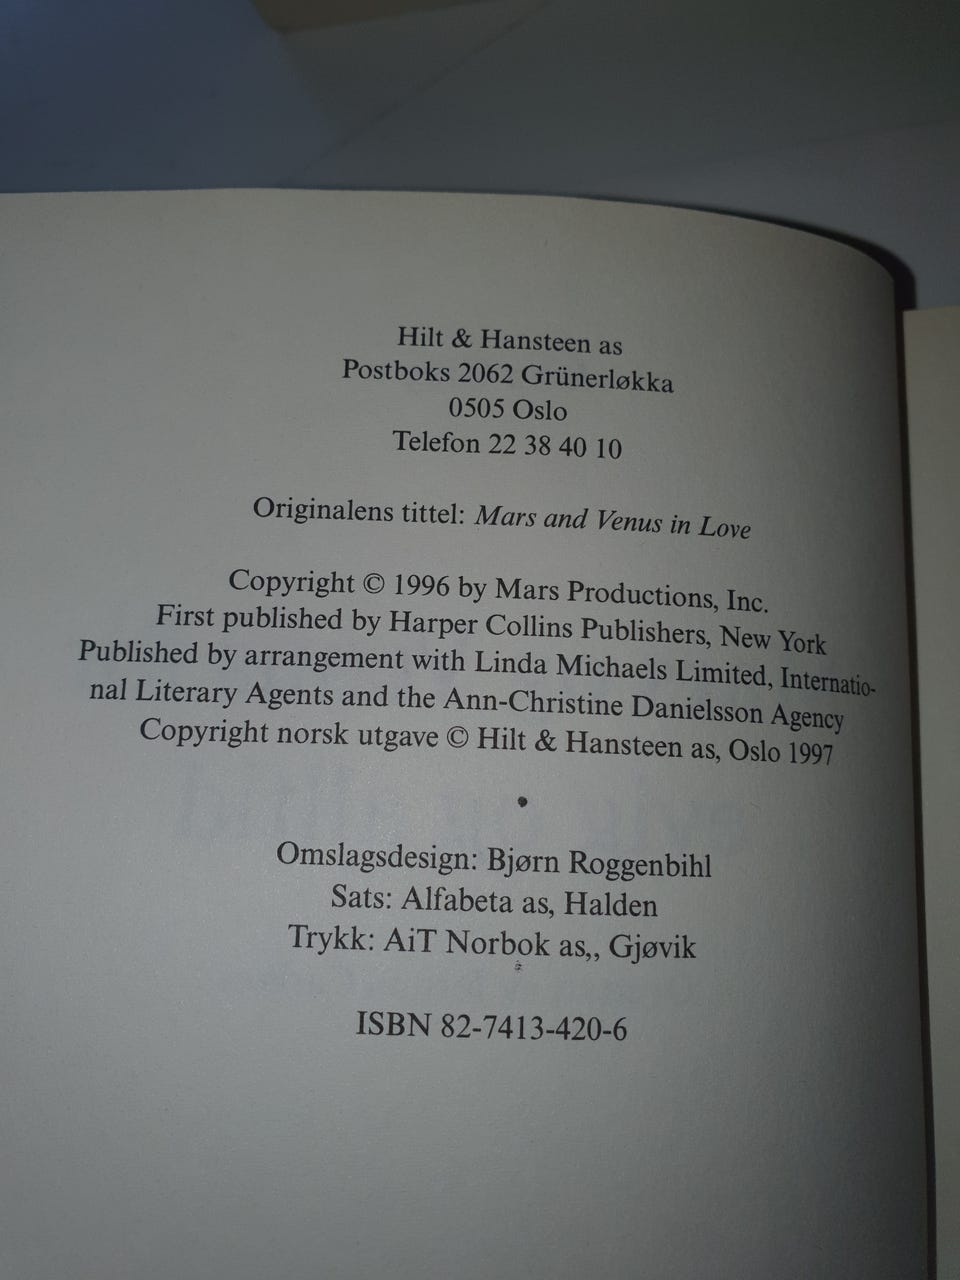 Hilt & Hansteen as
Postboks 2062 Grünerløkka
0505 Oslo
Telefon 22 38 40 10
Originalens tittel: Mars and Venus in Love
Copyright © 1996 by Mars Productions, Inc.
First published by Harper Collins Publishers, New York
Published by arrangement with Linda Michaels Limited, Internatio-
nal Literary Agents and the Ann-Christine Danielsson Agency
Copyright norsk utgave © Hilt & Hansteen as, Oslo 1997
•
Omslagsdesign: Bjørn Roggenbihl
Sats: Alfabeta as, Halden
Trykk: AiT Norbok as,, Gjøvik
ISBN 82-7413-420-6